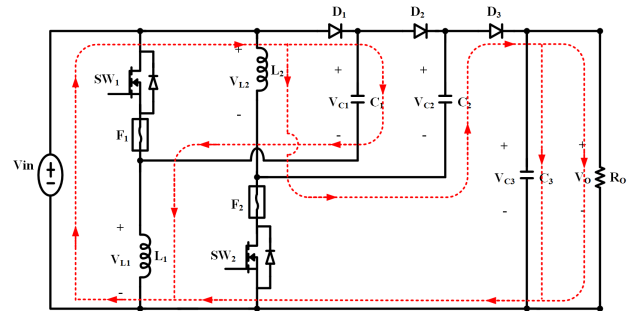 D1 D2 D3
SW1 + L2
VL2
-
+ VC1 C1 -
+ VC2 C2 -
F1
Vin
+ VC3 C3 -
+ VO RO -
F2
+ VL1 L1 -
SW2